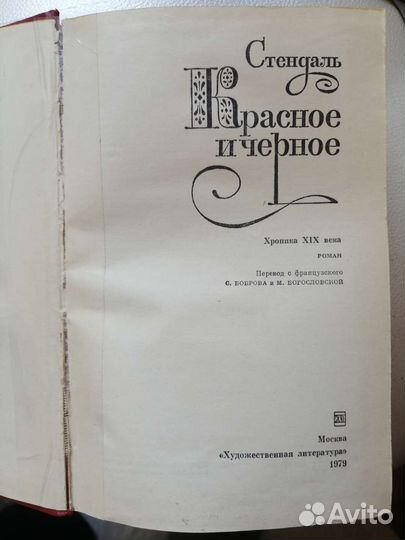 Стендаль
Красное
и черное
Хроника XIX века
РОМАН
Перевод с французского
С. БОБРОВА и М. БОГОСЛОВСКОЙ
Москва
«Художественная литература»
1979
Avito